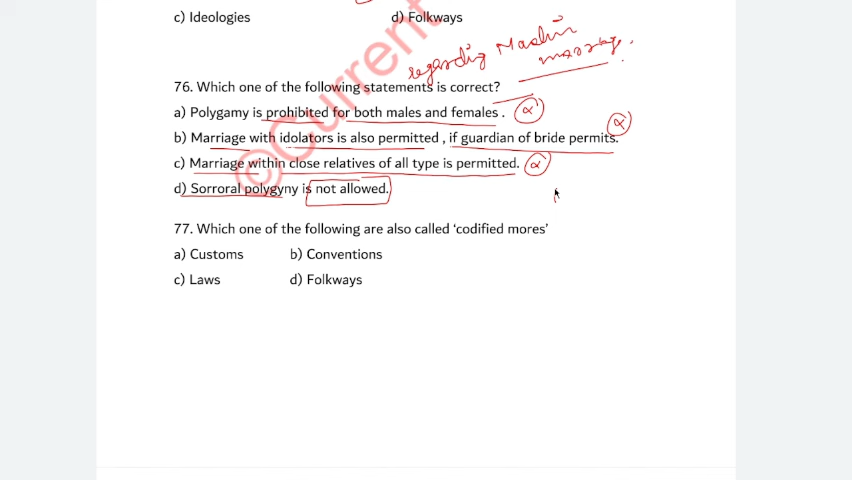 c) Ideologies d) Folkways
regarding Muslim
marriage.
76. Which one of the following statements is correct?
a) Polygamy is prohibited for both males and females .
b) Marriage with idolators is also permitted , if guardian of bride permits.
c) Marriage within close relatives of all type is permitted.
d) Sorroral polygyny is not allowed.
77. Which one of the following are also called ‘codified mores’
a) Customs b) Conventions
c) Laws d) Folkways
©Current